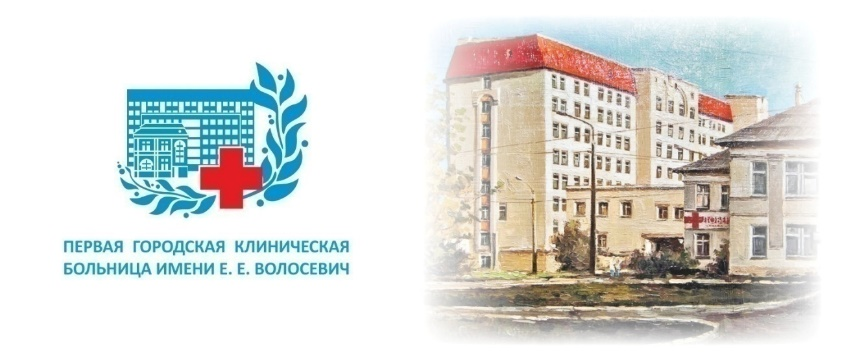 ПЕРВАЯ ГОРОДСКАЯ КЛИНИЧЕСКАЯ
БОЛЬНИЦА ИМЕНИ Е. Е. ВОЛОСЕВИЧ